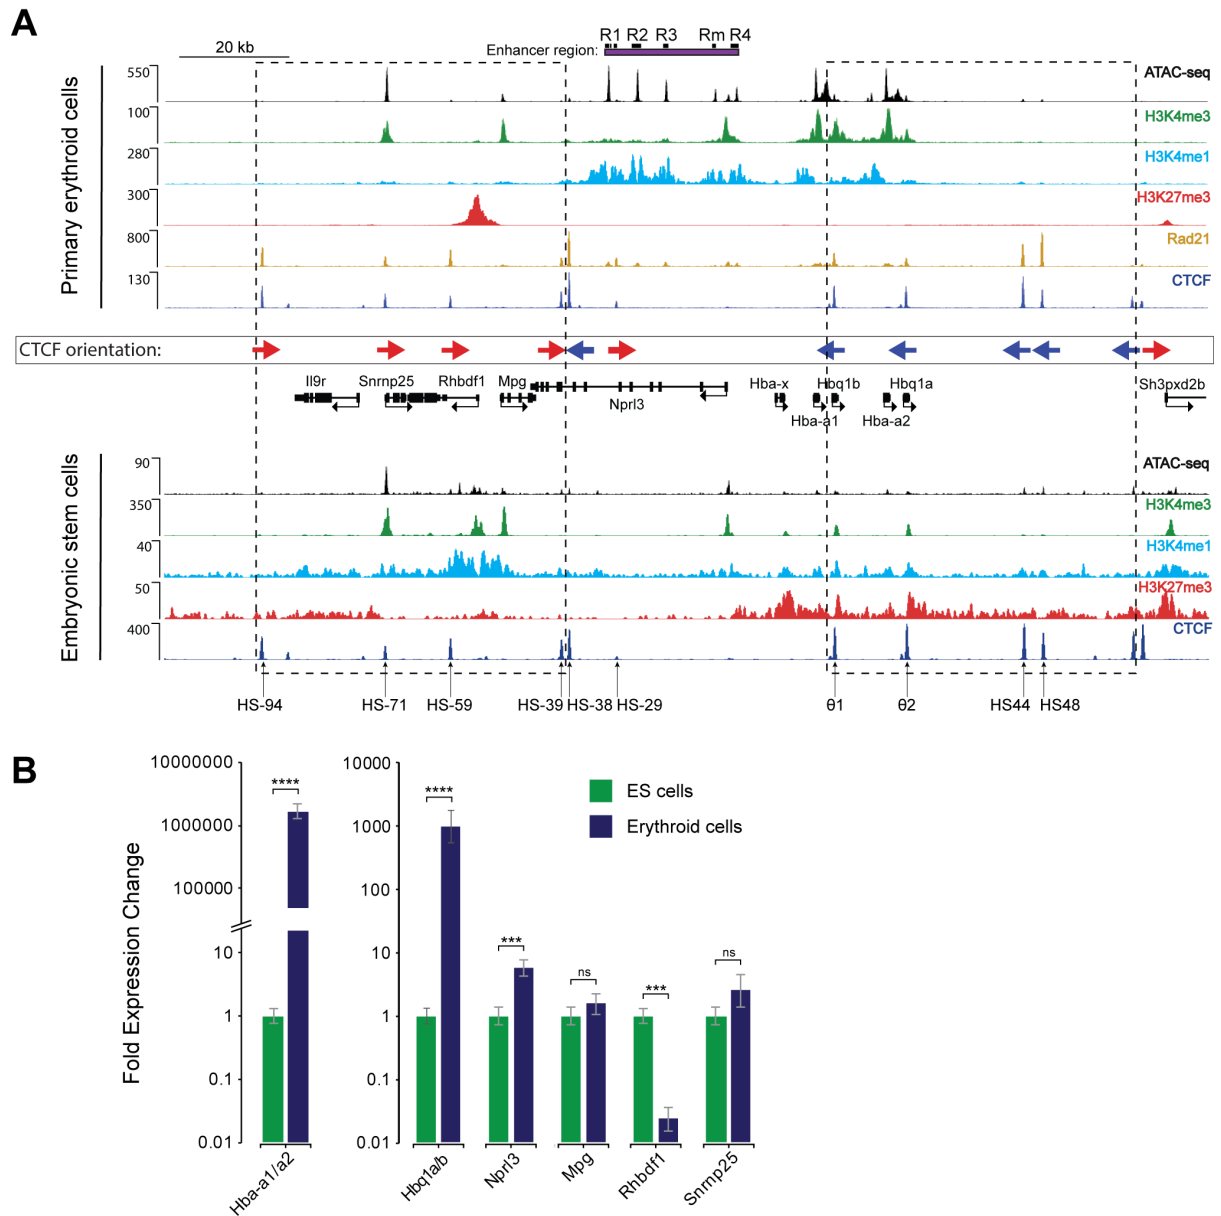 A
20 kb
R1 R2 R3 Rm R4
Enhancer region:
Primary erythroid cells
550
ATAC-seq
100
H3K4me3
280
H3K4me1
300
H3K27me3
800
Rad21
130
CTCF
CTCF orientation:
Il9r Snrnp25 Rhbdf1 Mpg Nprl3 Hba-x Hbq1b Hbq1a Sh3pxd2b
Hba-a1 Hba-a2
Embryonic stem cells
90
ATAC-seq
350
H3K4me3
40
H3K4me1
50
H3K27me3
400
CTCF
HS-94 HS-71 HS-59 HS-39 HS-38 HS-29 θ1 θ2 HS44 HS48
B
Fold Expression Change
10000000
1000000
100000
10
1
0.1
0.01
****
Hba-a1/a2
10000
1000
100
10
1
0.1
0.01
****
***
ns
***
ns
Hbq1a/b
Nprl3
Mpg
Rhbdf1
Snrnp25
ES cells
Erythroid cells